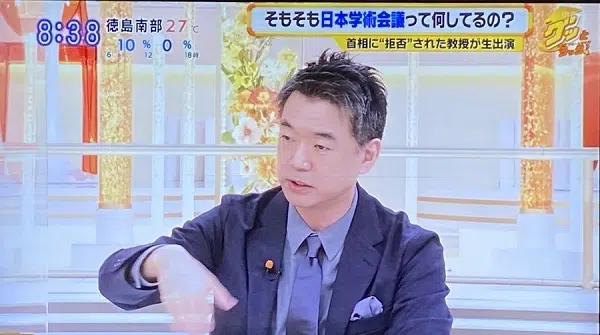 8:38
徳島南部27℃
10% 0%
6 12 18時
そもそも日本学術会議って何してるの?
首相に"拒否"された教授が生出演
グッと